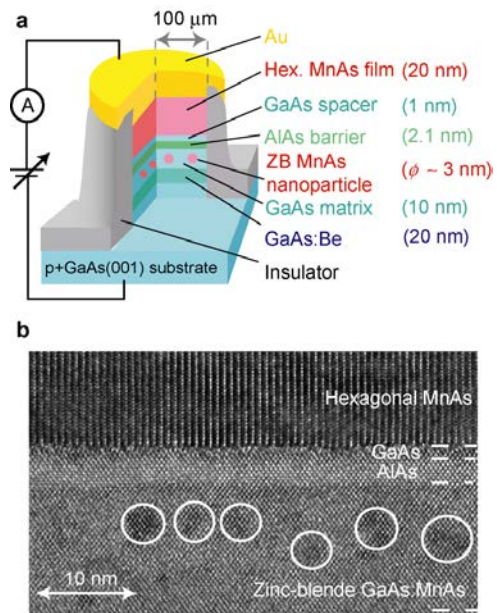 a
100 μm
Au
Hex. MnAs film (20 nm)
GaAs spacer (1 nm)
AlAs barrier (2.1 nm)
ZB MnAs
nanoparticle (ϕ ~ 3 nm)
GaAs matrix (10 nm)
GaAs:Be (20 nm)
Insulator
A
p+GaAs(001) substrate
b
Hexagonal MnAs
GaAs
AlAs
10 nm
Zinc-blende GaAs:MnAs